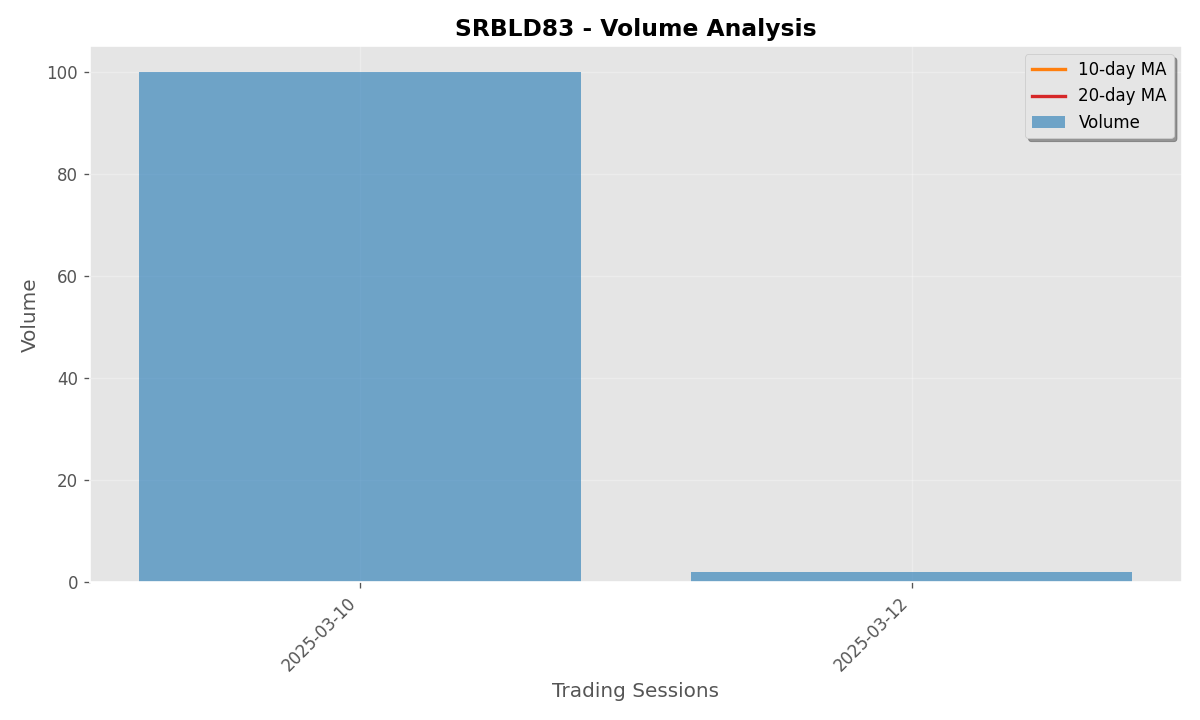 SRBLD83 - Volume Analysis
10-day MA
20-day MA
Volume
Volume
100
80
60
40
20
0
2025-03-10
2025-03-12
Trading Sessions